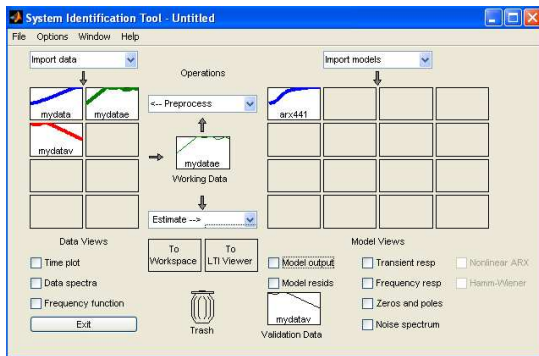 System Identification Tool - Untitled
File Options Window Help
Import data
Operations
Import models
mydata
mydatae
<-- Preprocess
arx441
mydatav
mydatae
Working Data
Estimate -->
Data Views
To Workspace
To LTI Viewer
Model Views
Time plot
Data spectra
Frequency function
Exit
Trash
Model output
Model resids
mydatav
Validation Data
Transient resp
Frequency resp
Zeros and poles
Noise spectrum
Nonlinear ARX
Hamm-Wiener